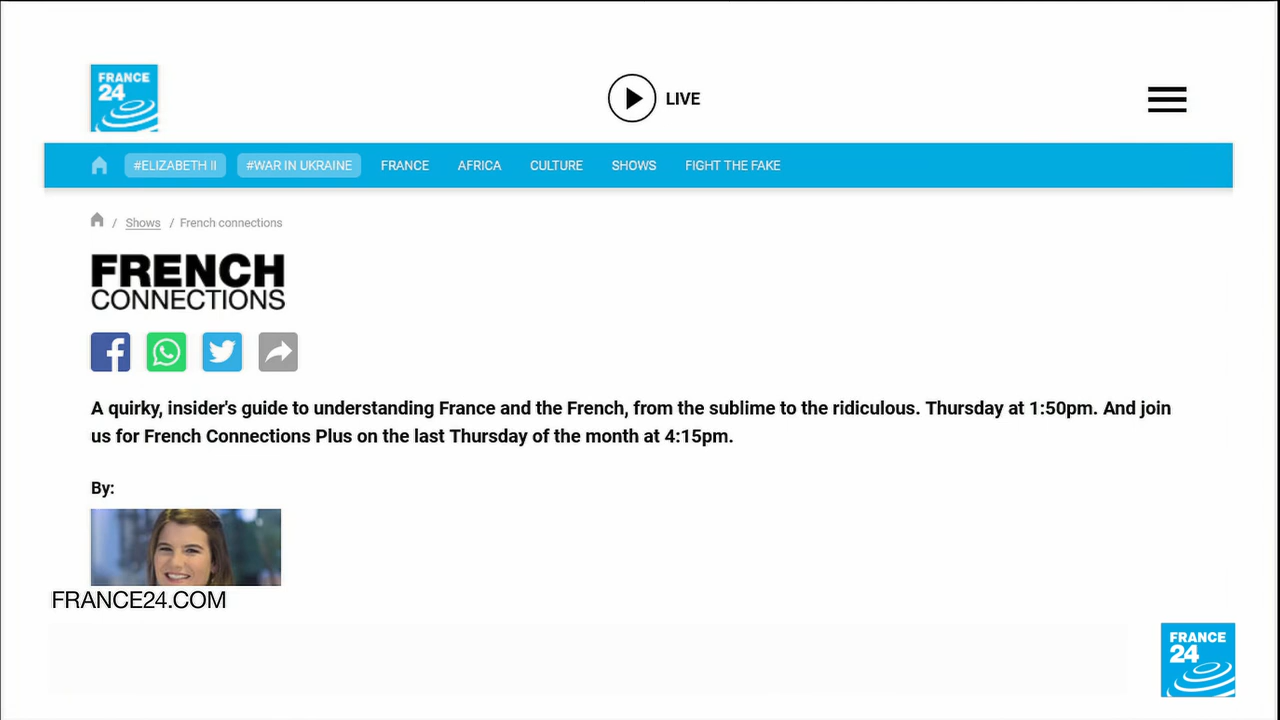 FRANCE
24
LIVE
#ELIZABETH II #WAR IN UKRAINE FRANCE AFRICA CULTURE SHOWS FIGHT THE FAKE
/ Shows / French connections
FRENCH
CONNECTIONS
A quirky, insider's guide to understanding France and the French, from the sublime to the ridiculous. Thursday at 1:50pm. And join
us for French Connections Plus on the last Thursday of the month at 4:15pm.
By:
FRANCE24.COM
FRANCE
24